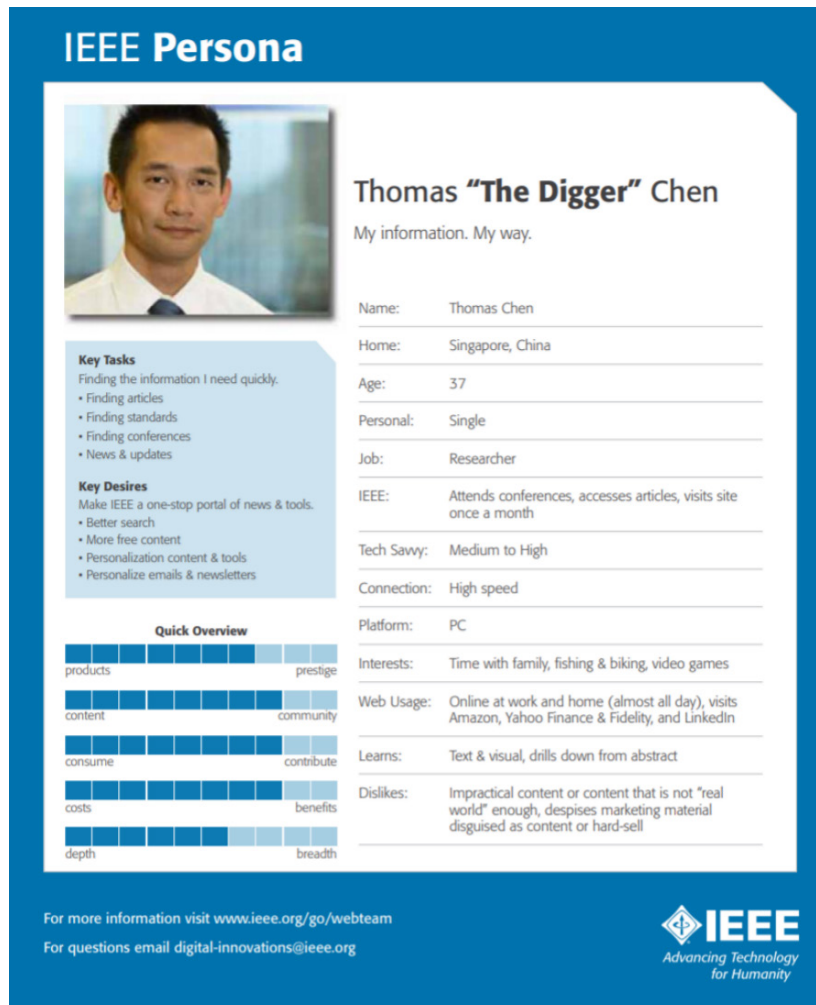 IEEE Persona
Thomas "The Digger" Chen
My information. My way.
Key Tasks
Finding the information I need quickly.
• Finding articles
• Finding standards
• Finding conferences
• News & updates
Key Desires
Make IEEE a one-stop portal of news & tools.
• Better search
• More free content
• Personalization content & tools
• Personalize emails & newsletters
Quick Overview
products prestige
content community
consume contribute
costs benefits
depth breadth
Name: Thomas Chen
Home: Singapore, China
Age: 37
Personal: Single
Job: Researcher
IEEE: Attends conferences, accesses articles, visits site
once a month
Tech Savvy: Medium to High
Connection: High speed
Platform: PC
Interests: Time with family, fishing & biking, video games
Web Usage: Online at work and home (almost all day), visits
Amazon, Yahoo Finance & Fidelity, and LinkedIn
Learns: Text & visual, drills down from abstract
Dislikes: Impractical content or content that is not "real
world" enough, despises marketing material
disguised as content or hard-sell
For more information visit www.ieee.org/go/webteam
For questions email digital-innovations@ieee.org
IEEE
Advancing Technology
for Humanity